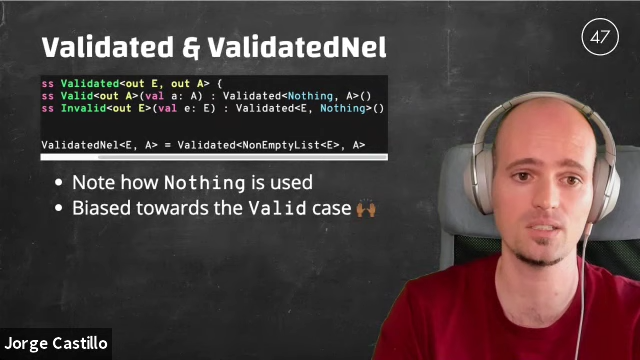 Validated & ValidatedNel
47
ss Validated<out E, out A> {
ss Valid<out A>(val a: A) : Validated<Nothing, A>()
ss Invalid<out E>(val e: E) : Validated<E, Nothing>()
ValidatedNel<E, A> = Validated<NonEmptyList<E>, A>
• Note how Nothing is used
• Biased towards the Valid case 🙌🏾
Jorge Castillo